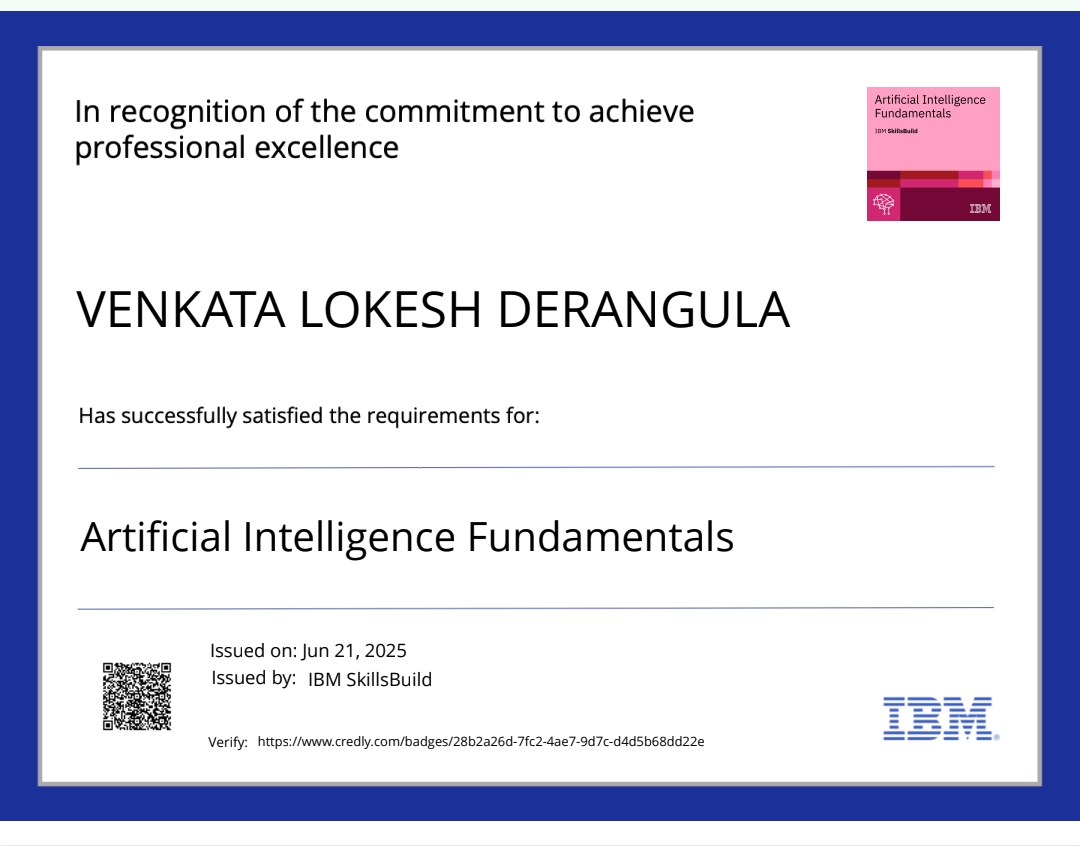 In recognition of the commitment to achieve
professional excellence
Artificial Intelligence
Fundamentals
IBM SkillsBuild
IBM
VENKATA LOKESH DERANGULA
Has successfully satisfied the requirements for:
Artificial Intelligence Fundamentals
Issued on: Jun 21, 2025
Issued by: IBM SkillsBuild
Verify: https://www.credly.com/badges/28b2a26d-7fc2-4ae7-9d7c-d4d5b68dd22e
IBM®